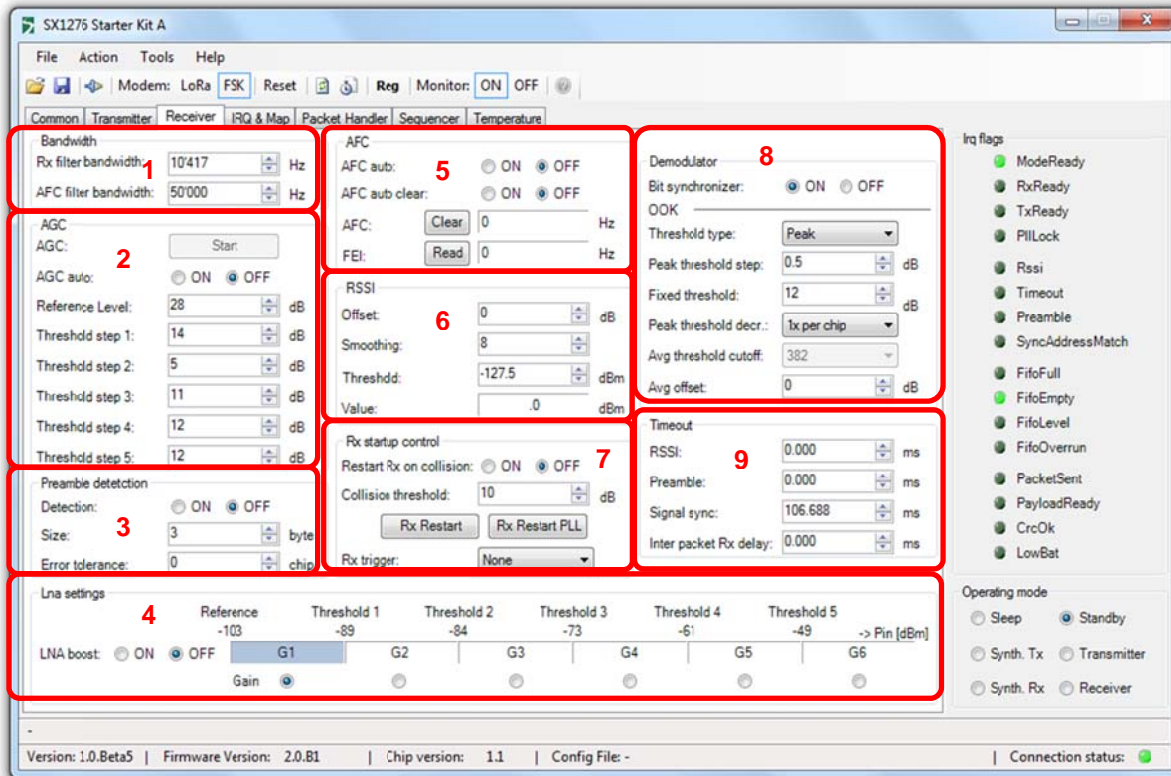 SX1276 Starter Kit A
File Action Tools Help
Modem: LoRa FSK Reset Reg Monitor: ON OFF
Common Transmitter Receiver IRQ & Map Packet Handler Sequencer Temperature
Bandwidth
1
Rx filter bandwidth: 10'417 Hz
AFC filter bandwidth: 50'000 Hz
AGC
2
AGC: Start
AGC auto: ON OFF
Reference Level: 28 dB
Threshold step 1: 14 dB
Threshold step 2: 5 dB
Threshold step 3: 11 dB
Threshold step 4: 12 dB
Threshold step 5: 12 dB
Preamble detetction
3
Detection: ON OFF
Size: 3 byte
Error tolerance: 0 chip
AFC
5
AFC auto: ON OFF
AFC auto clear: ON OFF
AFC: Clear 0 Hz
FEI: Read 0 Hz
RSSI
6
Offset: 0 dB
Smoothing: 8
Threshold: -127.5 dBm
Value: .0 dBm
Rx startup control
7
Restart Rx on collision: ON OFF
Collision threshold: 10 dB
Rx Restart Rx Restart PLL
Rx trigger: None
8
Demodulator
Bit synchronizer: ON OFF
OOK
Threshold type: Peak
Peak threshold step: 0.5 dB
Fixed threshold: 12 dB
Peak threshold decr.: 1x per chip
Avg threshold cutoff: 382
Avg offset: 0 dB
Timeout
9
RSSI: 0.000 ms
Preamble: 0.000 ms
Signal sync: 106.688 ms
Inter packet Rx delay: 0.000 ms
Lna settings
4
Reference Threshold 1 Threshold 2 Threshold 3 Threshold 4 Threshold 5
-103 -89 -84 -73 -61 -49 -> Pin [dBm]
LNA boost: ON OFF G1 G2 G3 G4 G5 G6
Gain
Irq flags
ModeReady
RxReady
TxReady
PllLock
Rssi
Timeout
Preamble
SyncAddressMatch
FifoFull
FifoEmpty
FifoLevel
FifoOverrun
PacketSent
PayloadReady
CrcOk
LowBat
Operating mode
Sleep Standby
Synth. Tx Transmitter
Synth. Rx Receiver
-
Version: 1.0.Beta5 | Firmware Version: 2.0.B1 | Chip version: 1.1 | Config File: - | Connection status: